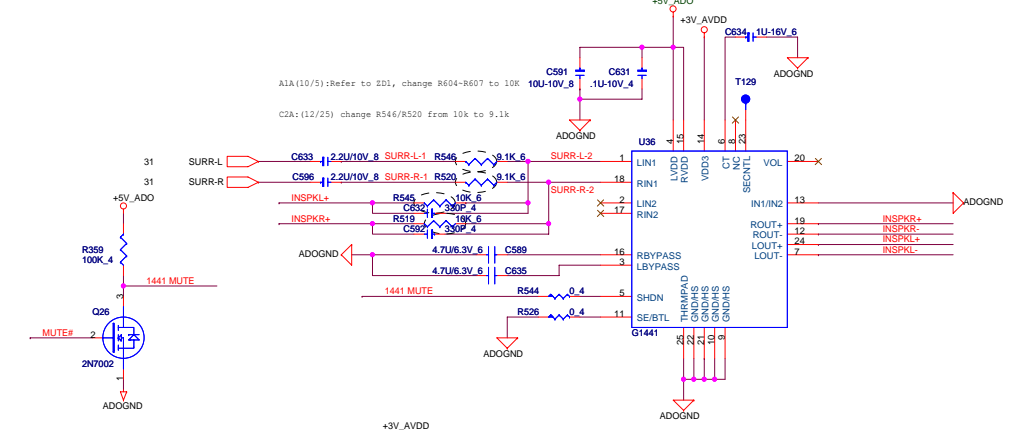 +5V_ADO
+3V_AVDD
C634 .1U-16V_6
ADOGND
C591
10U-10V_8
C631
.1U-10V_4
T129
A1A(10/5):Refer to ZD1, change R604~R607 to 10K
C2A:(12/25) change R546/R520 from 10k to 9.1k
ADOGND
U36
4 15 14 6 8 23
LVDD RVDD VDD3 CT NC SECNTL
31 SURR-L C633 2.2U/10V_8 SURR-L-1 R546 9.1K_6 SURR-L-2 1 LIN1
VOL 20
31 SURR-R C596 2.2U/10V_8 SURR-R-1 R520 9.1K_6 18 RIN1
SURR-R-2
+5V_ADO
INSPKL+ R545 10K_6 2 LIN2
C632 330P_4 17 RIN2
IN1/IN2 13 ADOGND
INSPKR+ R519 10K_6
C592 330P_4
ROUT+ 19 INSPKR+
ROUT- 12 INSPKR-
LOUT+ 24 INSPKL+
LOUT- 7 INSPKL-
R359
100K_4
ADOGND 4.7U/6.3V_6 C589 16 RBYPASS
4.7U/6.3V_6 C635 3 LBYPASS
1441 MUTE
1441 MUTE R544 0_4 5 SHDN
R526 0_4 11 SE/BTL
THRMPAD GND/HS GND/HS GND/HS GND/HS
25 22 21 10 9
G1441
ADOGND
3
Q26
MUTE# 2
2N7002
1
ADOGND
ADOGND
+3V_AVDD